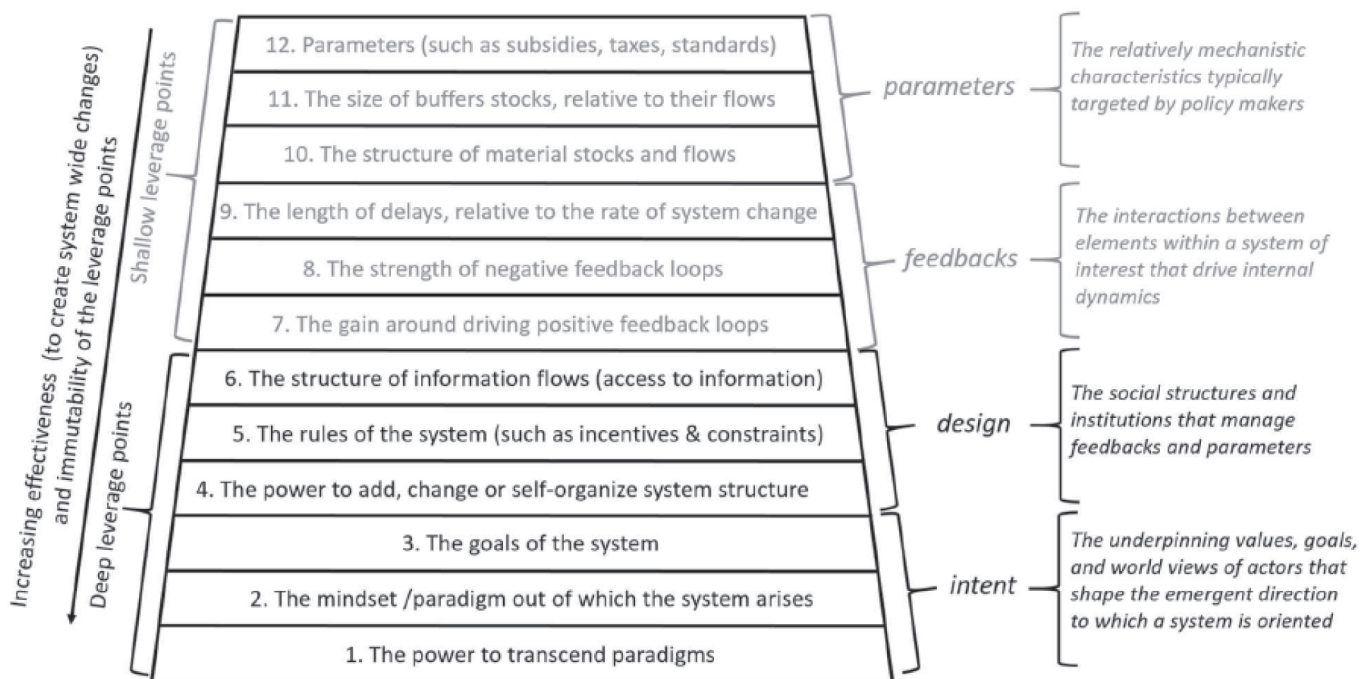 Increasing effectiveness (to create system wide changes)
and immutability of the leverage points
Shallow leverage points
Deep leverage points
12. Parameters (such as subsidies, taxes, standards)
11. The size of buffers stocks, relative to their flows
10. The structure of material stocks and flows
9. The length of delays, relative to the rate of system change
8. The strength of negative feedback loops
7. The gain around driving positive feedback loops
6. The structure of information flows (access to information)
5. The rules of the system (such as incentives & constraints)
4. The power to add, change or self-organize system structure
3. The goals of the system
2. The mindset /paradigm out of which the system arises
1. The power to transcend paradigms
parameters
The relatively mechanistic
characteristics typically
targeted by policy makers
feedbacks
The interactions between
elements within a system of
interest that drive internal
dynamics
design
The social structures and
institutions that manage
feedbacks and parameters
intent
The underpinning values, goals,
and world views of actors that
shape the emergent direction
to which a system is oriented